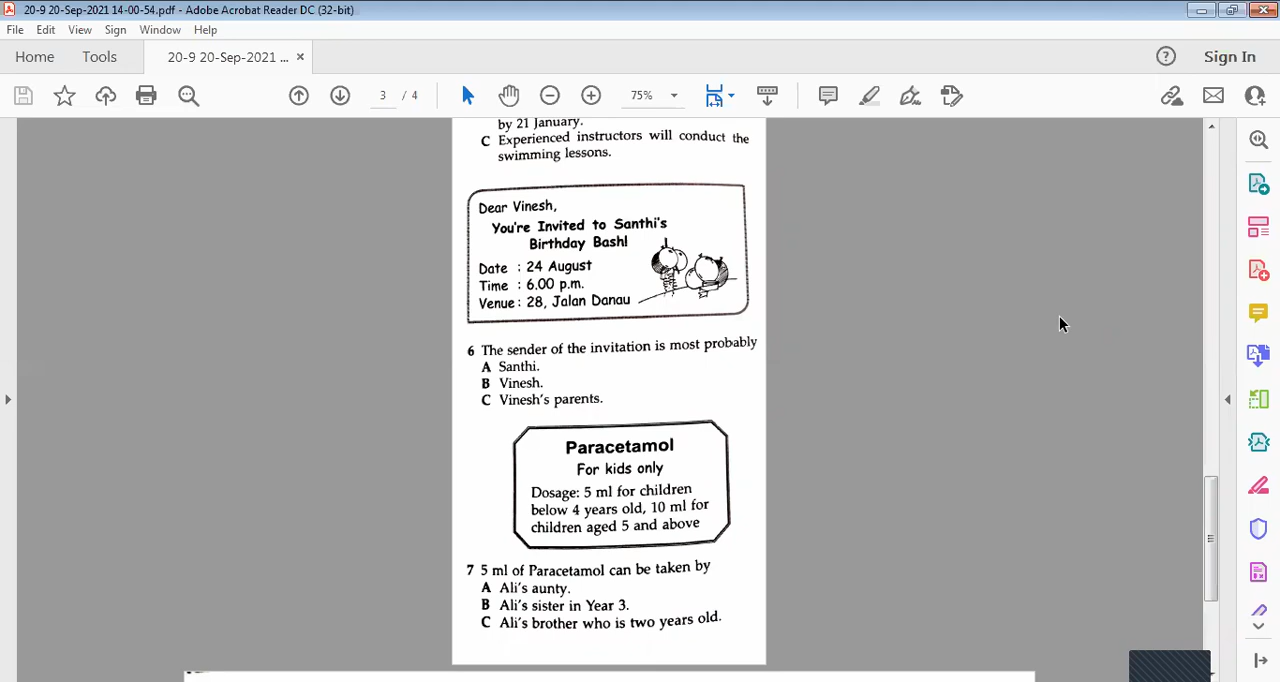 20-9 20-Sep-2021 14-00-54.pdf - Adobe Acrobat Reader DC (32-bit)
File Edit View Sign Window Help
Home Tools 20-9 20-Sep-2021 ... ×
? Sign In
3 / 4 75%
by 21 January.
C Experienced instructors will conduct the
swimming lessons.
Dear Vinesh,
You're Invited to Santhi's
Birthday Bash!
Date : 24 August
Time : 6.00 p.m.
Venue : 28, Jalan Danau
6 The sender of the invitation is most probably
A Santhi.
B Vinesh.
C Vinesh's parents.
Paracetamol
For kids only
Dosage: 5 ml for children
below 4 years old, 10 ml for
children aged 5 and above
7 5 ml of Paracetamol can be taken by
A Ali's aunty.
B Ali's sister in Year 3.
C Ali's brother who is two years old.